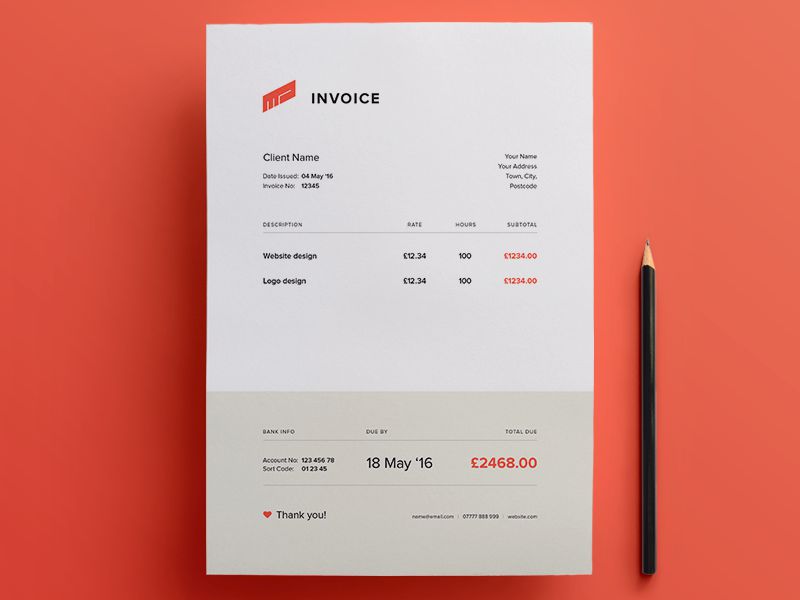 INVOICE
Client Name
Date Issued: 04 May '16
Invoice No: 12345
Your Name
Your Address
Town, City,
Postcode
DESCRIPTION RATE HOURS SUBTOTAL
Website design £12.34 100 £1234.00
Logo design £12.34 100 £1234.00
BANK INFO DUE BY TOTAL DUE
Account No: 123 456 78
Sort Code: 01 23 45
18 May ‘16
£2468.00
Thank you!
name@email.com | 07777 888 999 | website.com